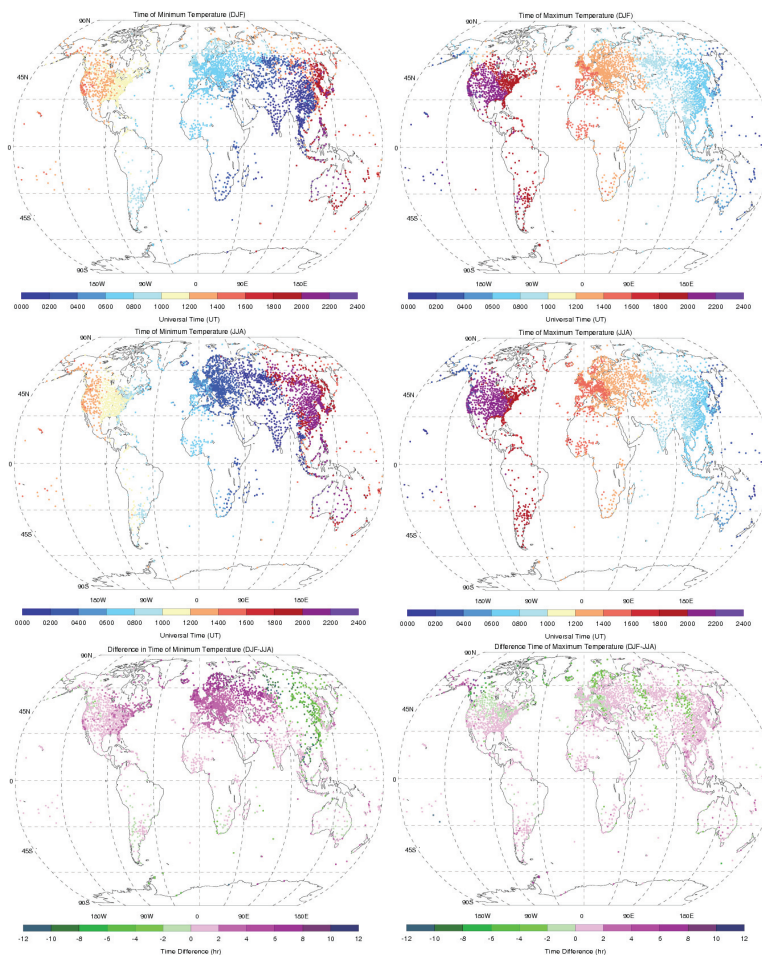 Time of Minimum Temperature (DJF)
Time of Maximum Temperature (DJF)
90N
90N
45N
45N
0
0
45S
45S
90S
90S
180W 90W 0 90E 180E
180W 90W 0 90E 180E
0000 0200 0400 0600 0800 1000 1200 1400 1600 1800 2000 2200 2400
0000 0200 0400 0600 0800 1000 1200 1400 1600 1800 2000 2200 2400
Universal Time (UT)
Universal Time (UT)
Time of Minimum Temperature (JJA)
Time of Maximum Temperature (JJA)
90N
90N
45N
45N
0
0
45S
45S
90S
90S
180W 90W 0 90E 180E
180W 90W 0 90E 180E
0000 0200 0400 0600 0800 1000 1200 1400 1600 1800 2000 2200 2400
0000 0200 0400 0600 0800 1000 1200 1400 1600 1800 2000 2200 2400
Universal Time (UT)
Universal Time (UT)
Difference in Time of Minimum Temperature (DJF-JJA)
Difference Time of Maximum Temperature (DJF-JJA)
90N
90N
45N
45N
0
0
45S
45S
90S
90S
180W 90W 0 90E 180E
180W 90W 0 90E 180E
-12 -10 -8 -6 -4 -2 0 2 4 6 8 10 12
-12 -10 -8 -6 -4 -2 0 2 4 6 8 10 12
Time Difference (hr)
Time Difference (hr)